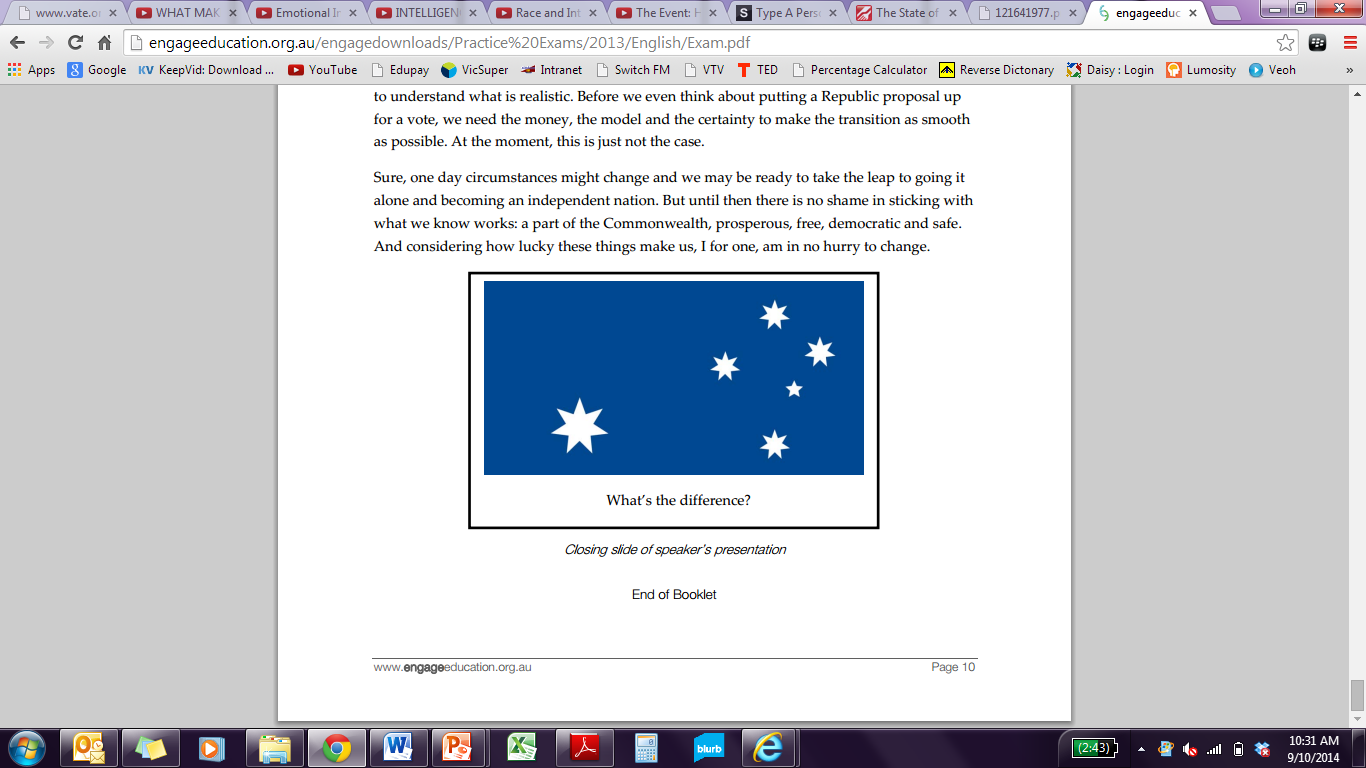 www.vate.o
WHAT MAK
Emotional In
INTELLIGEN
Race and Int
The Event: H
Type A Pers
The State of
121641977.p
engageeduc
engageeducation.org.au/engagedownloads/Practice%20Exams/2013/English/Exam.pdf
Apps
Google
KV KeepVid: Download ...
YouTube
Edupay
VicSuper
Intranet
Switch FM
VTV
TED
Percentage Calculator
Reverse Dictonary
Daisy : Login
Lumosity
Veoh
»
to understand what is realistic. Before we even think about putting a Republic proposal up
for a vote, we need the money, the model and the certainty to make the transition as smooth
as possible. At the moment, this is just not the case.
Sure, one day circumstances might change and we may be ready to take the leap to going it
alone and becoming an independent nation. But until then there is no shame in sticking with
what we know works: a part of the Commonwealth, prosperous, free, democratic and safe.
And considering how lucky these things make us, I for one, am in no hurry to change.
What's the difference?
Closing slide of speaker's presentation
End of Booklet
www.engageeducation.org.au
Page 10
blurb
(2:43)
10:31 AM
9/10/2014